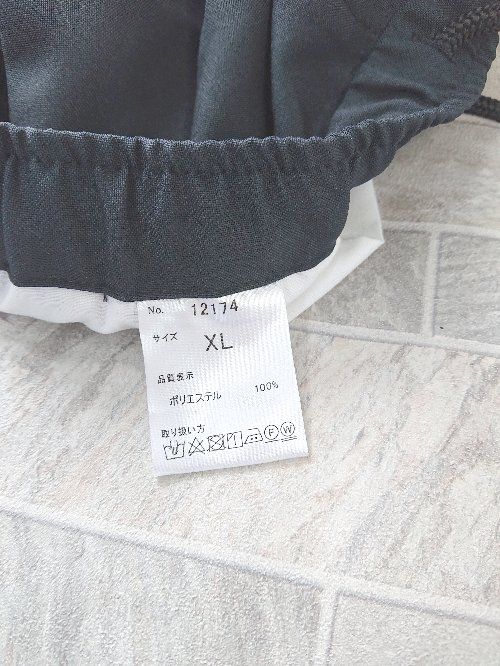 No. 12174
サイズ XL
品質表示
ポリエステル 100%
取り扱い方